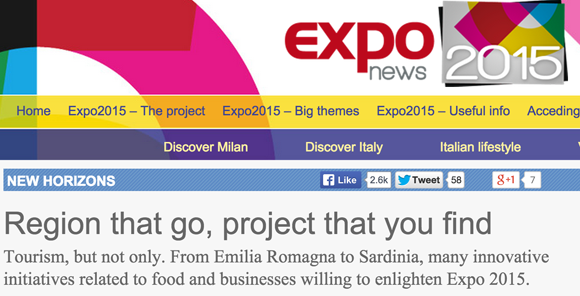 expo
news
2015
Home Expo2015 – The project Expo2015 – Big themes Expo2015 – Useful info Acceding
Discover Milan Discover Italy Italian lifestyle
NEW HORIZONS Like 2.6k Tweet 58 g+1 7
Region that go, project that you find
Tourism, but not only. From Emilia Romagna to Sardinia, many innovative
initiatives related to food and businesses willing to enlighten Expo 2015.